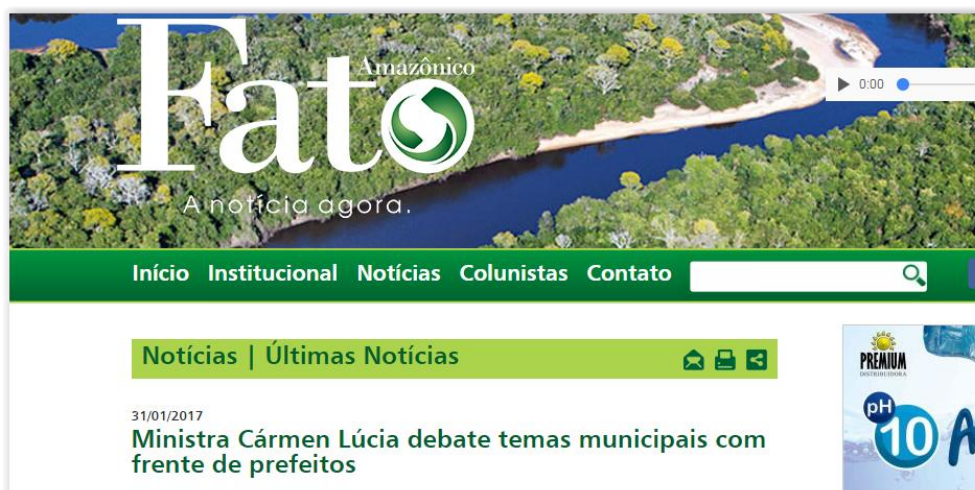 Fato
Amazônico
A notícia agora.
0:00
Início Institucional Notícias Colunistas Contato
Notícias | Últimas Notícias
31/01/2017
Ministra Cármen Lúcia debate temas municipais com
frente de prefeitos
PREMIUM
DISTRIBUIDORA
pH
10